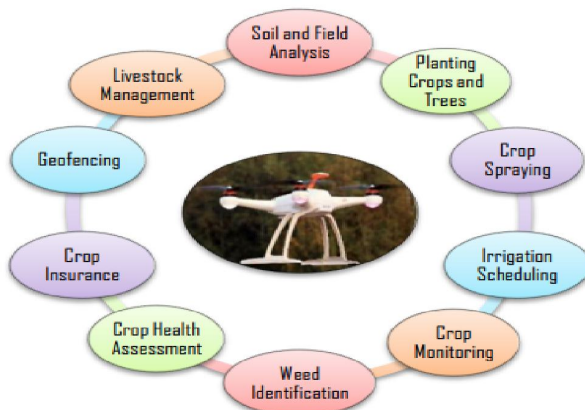 Soil and Field
Analysis
Planting
Crops and
Trees
Crop
Spraying
Irrigation
Scheduling
Crop
Monitoring
Weed
Identification
Crop Health
Assessment
Crop
Insurance
Geofencing
Livestock
Management